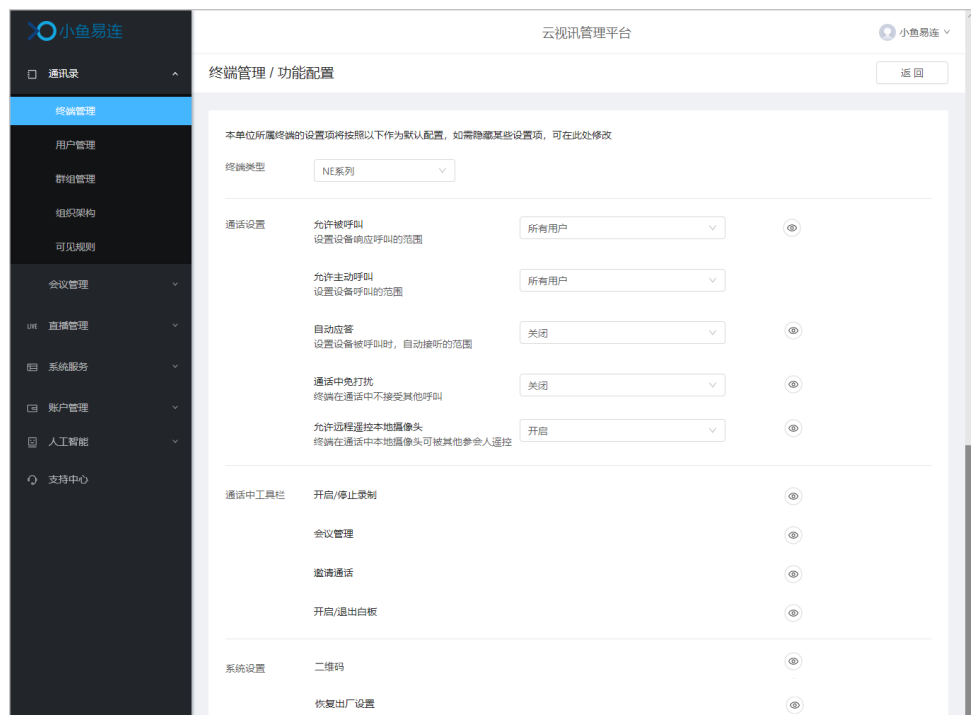 小鱼易连
云视讯管理平台
小鱼易连
通讯录
终端管理 / 功能配置
返 回
终端管理
用户管理
群组管理
组织架构
可见规则
会议管理
LIVE 直播管理
系统服务
账户管理
人工智能
支持中心
本单位所属终端的设置项将按照以下作为默认配置，如需隐藏某些设置项，可在此处修改
终端类型
NE系列
通话设置
允许被呼叫
设置设备响应呼叫的范围
所有用户
允许主动呼叫
设置设备呼叫的范围
所有用户
自动应答
设置设备被呼叫时，自动接听的范围
关闭
通话中免打扰
终端在通话中不接受其他呼叫
关闭
允许远程遥控本地摄像头
终端在通话中本地摄像头可被其他参会人遥控
开启
通话中工具栏
开启/停止录制
会议管理
邀请通话
开启/退出白板
系统设置
二维码
恢复出厂设置